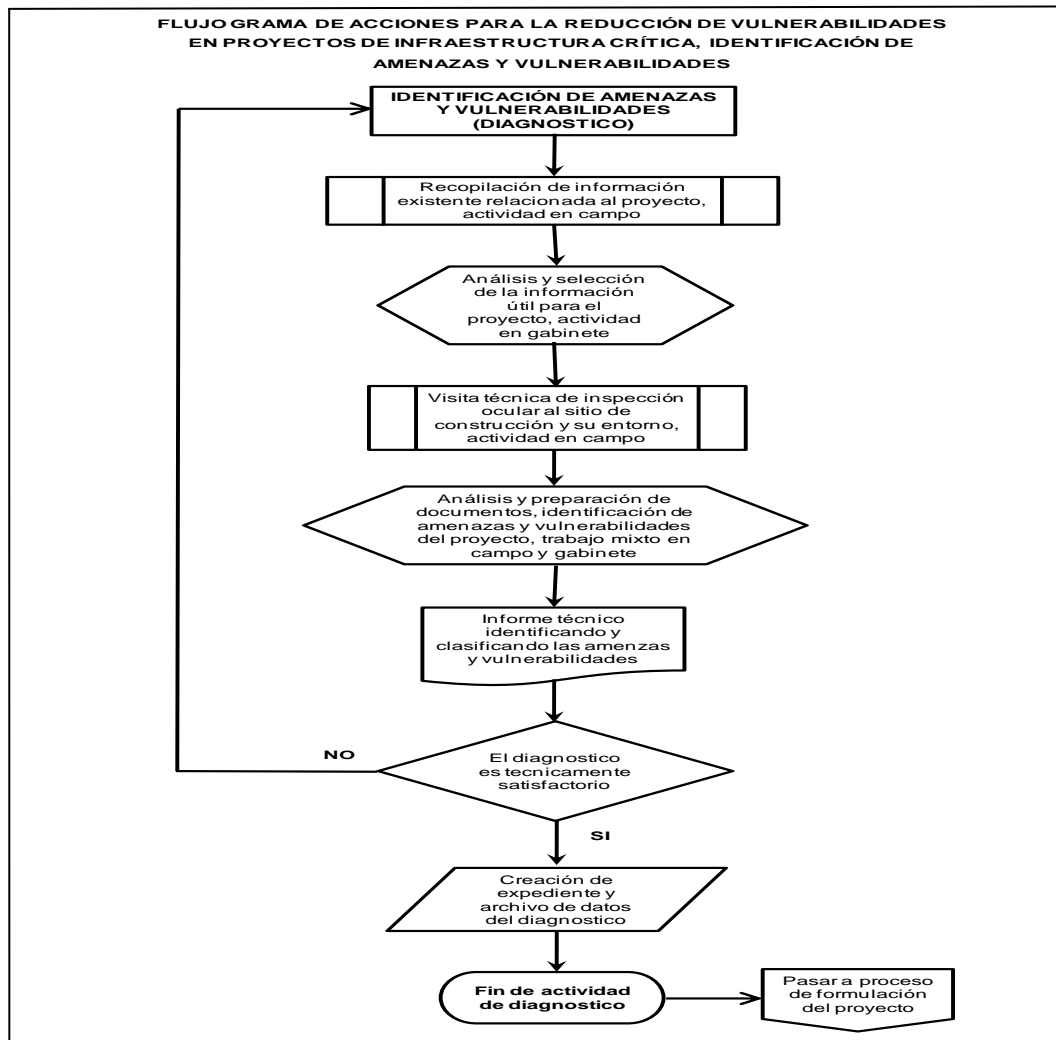 FLUJO GRAMA DE ACCIONES PARA LA REDUCCIÓN DE VULNERABILIDADES
EN PROYECTOS DE INFRAESTRUCTURA CRÍTICA, IDENTIFICACIÓN DE
AMENAZAS Y VULNERABILIDADES
IDENTIFICACIÓN DE AMENAZAS
Y VULNERABILIDADES
(DIAGNOSTICO)
Recopilación de información
existente relacionada al proyecto,
actividad en campo
Análisis y selección
de la información
útil para el
proyecto, actividad
en gabinete
Visita técnica de inspección
ocular al sitio de
construcción y su entorno,
actividad en campo
Análisis y preparación de
documentos, identificación de
amenazas y vulnerabilidades
del proyecto, trabajo mixto en
campo y gabinete
Informe técnico
identificando y
clasificando las amenzas
y vulnerabilidades
NO
El diagnostico
es tecnicamente
satisfactorio
SI
Creación de
expediente y
archivo de datos
del diagnostico
Fin de actividad
de diagnostico
Pasar a proceso
de formulación
del proyecto